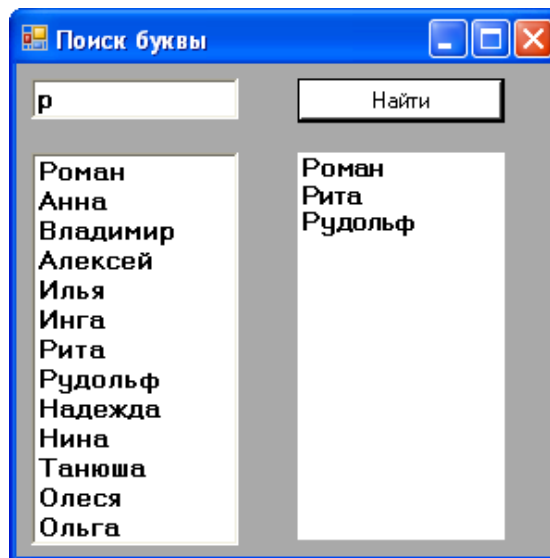 Поиск буквы
р
Найти
Роман
Анна
Владимир
Алексей
Илья
Инга
Рита
Рудольф
Надежда
Нина
Танюша
Олеся
Ольга
Роман
Рита
Рудольф